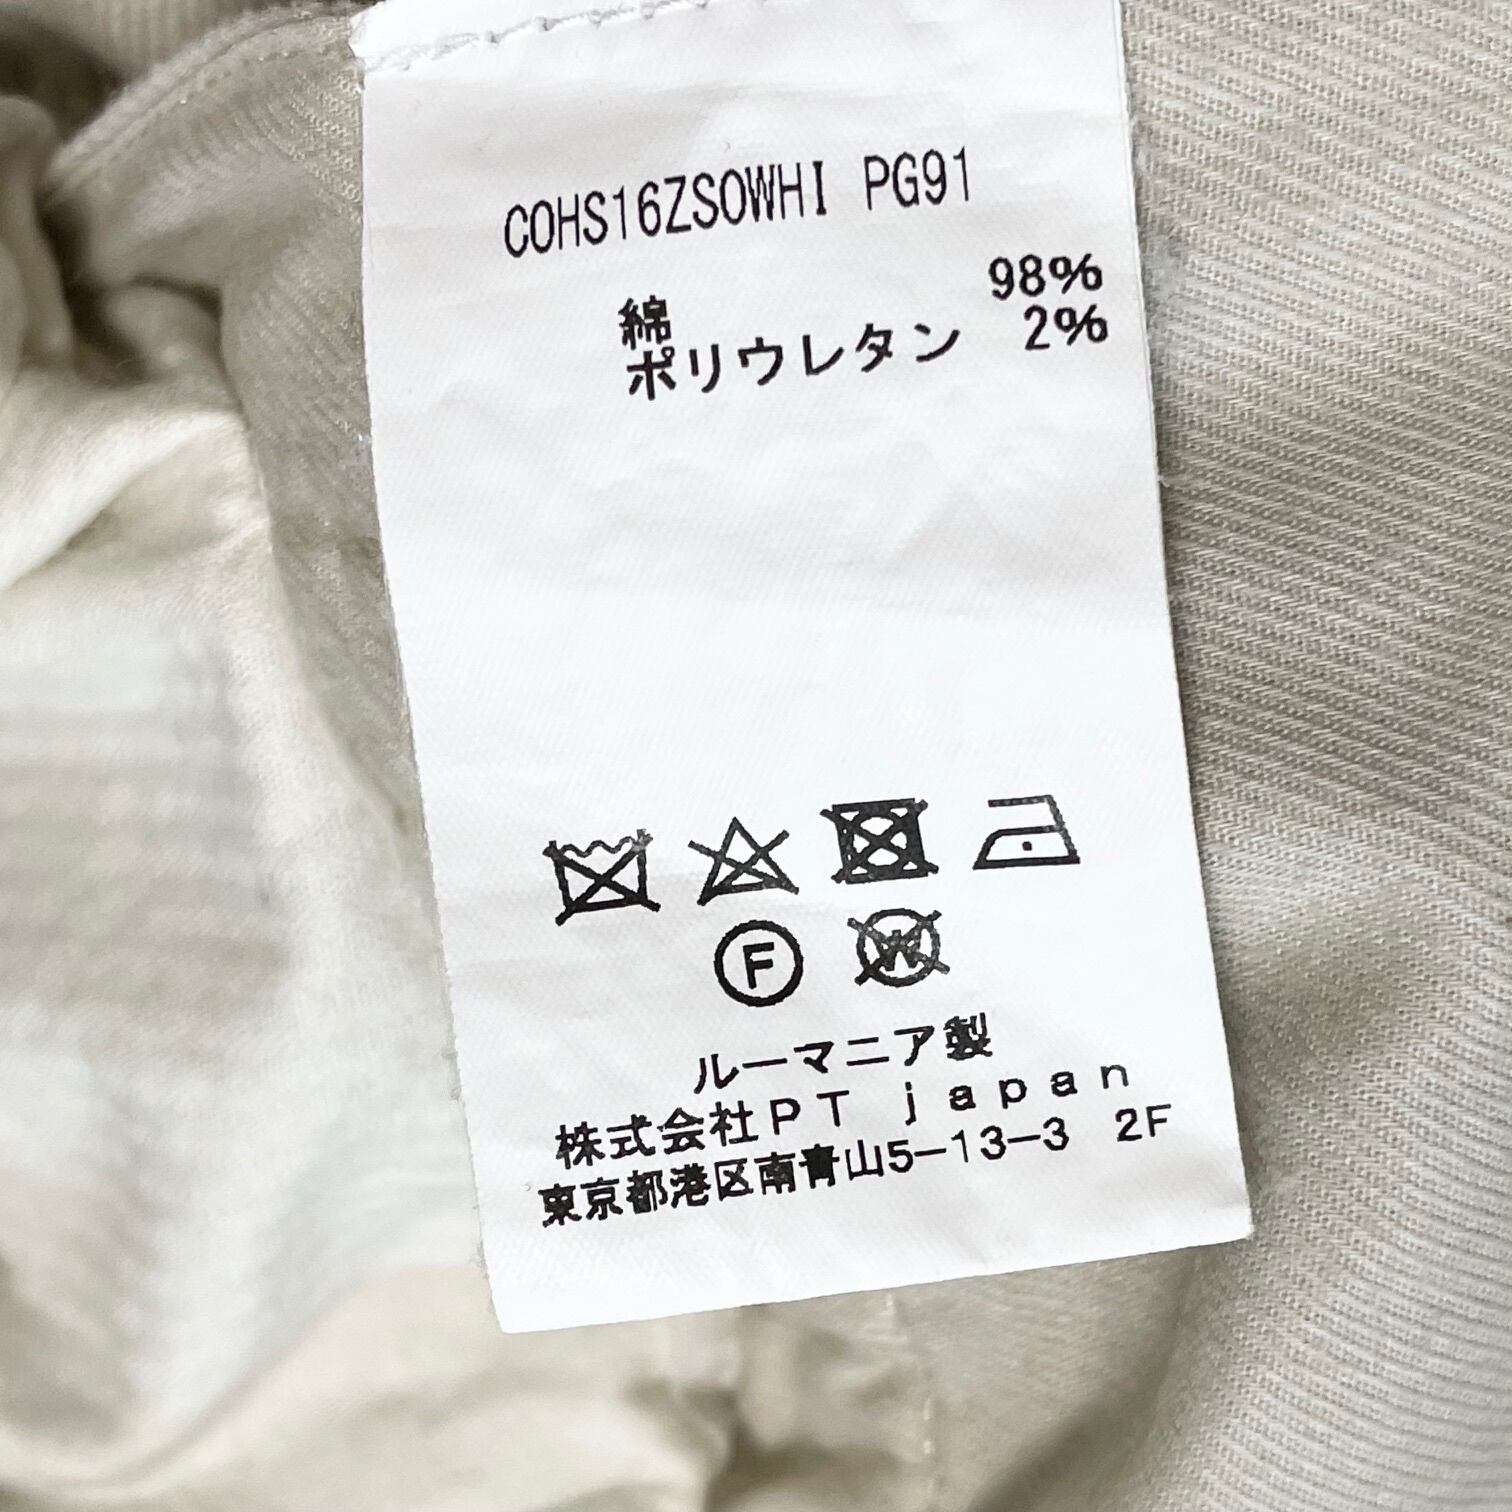 COHS16ZS0WHI PG91
綿 98%
ポリウレタン 2%
F W
ルーマニア製
株式会社PT japan
東京都港区南青山5-13-3 2F